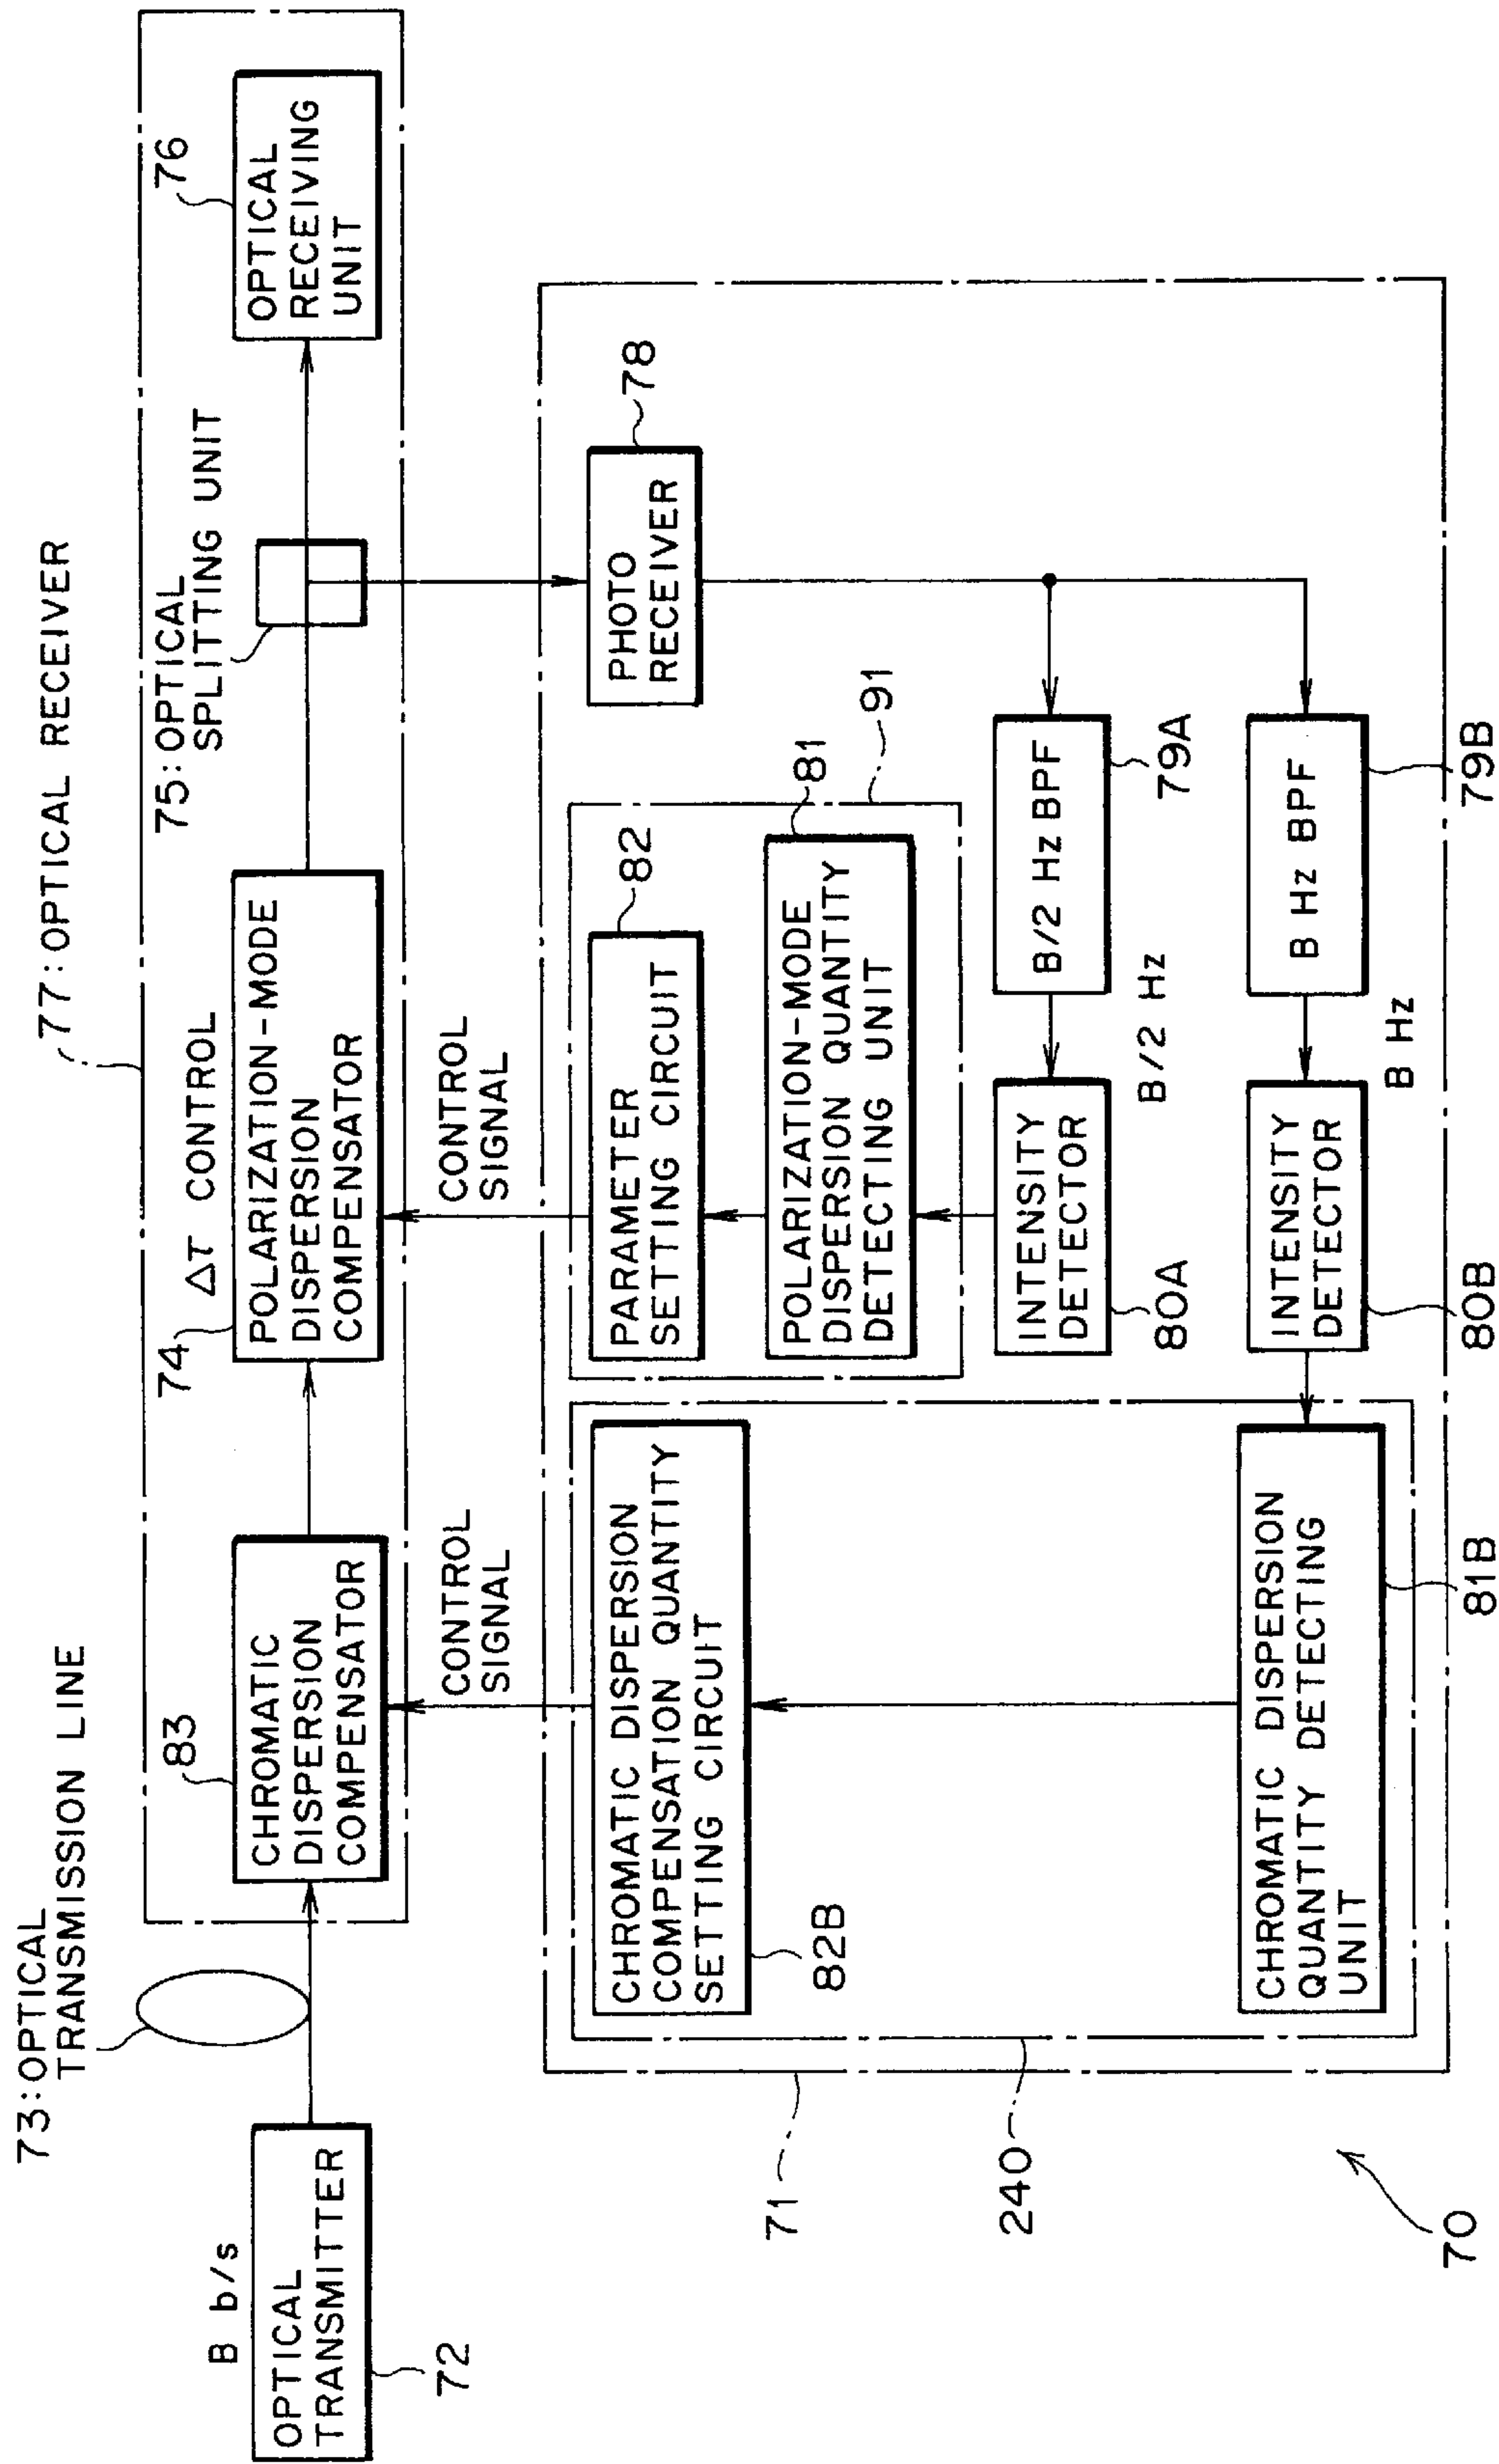 73:OPTICAL
TRANSMISSION LINE
77:OPTICAL RECEIVER
B b/s
OPTICAL
TRANSMITTER
72
83
CHROMATIC
DISPERSION
COMPENSATOR
74
ΔT CONTROL
POLARIZATION-MODE
DISPERSION
COMPENSATOR
75:OPTICAL
SPLITTING UNIT
76
OPTICAL
RECEIVING
UNIT
CONTROL
SIGNAL
CONTROL
SIGNAL
CHROMATIC DISPERSION
COMPENSATION QUANTITY
SETTING CIRCUIT
82B
82
PARAMETER
SETTING CIRCUIT
81
POLARIZATION-MODE
DISPERSION QUANTITY
DETECTING UNIT
91
PHOTO
RECEIVER
78
INTENSITY
DETECTOR
80A
B/2 Hz
B/2 Hz BPF
79A
CHROMATIC DISPERSION
QUANTITY DETECTING
UNIT
81B
INTENSITY
DETECTOR
80B
B Hz
B Hz BPF
79B
71
240
70